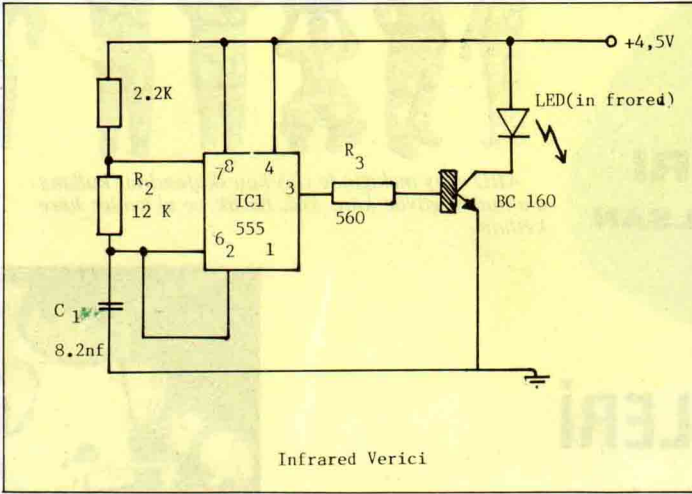 +4,5V
2.2K
LED(in frored)
7 8 4
R3
R2
3
12 K
IC1
BC 160
560
555
6 2 1
C 1
8.2nf
Infrared Verici